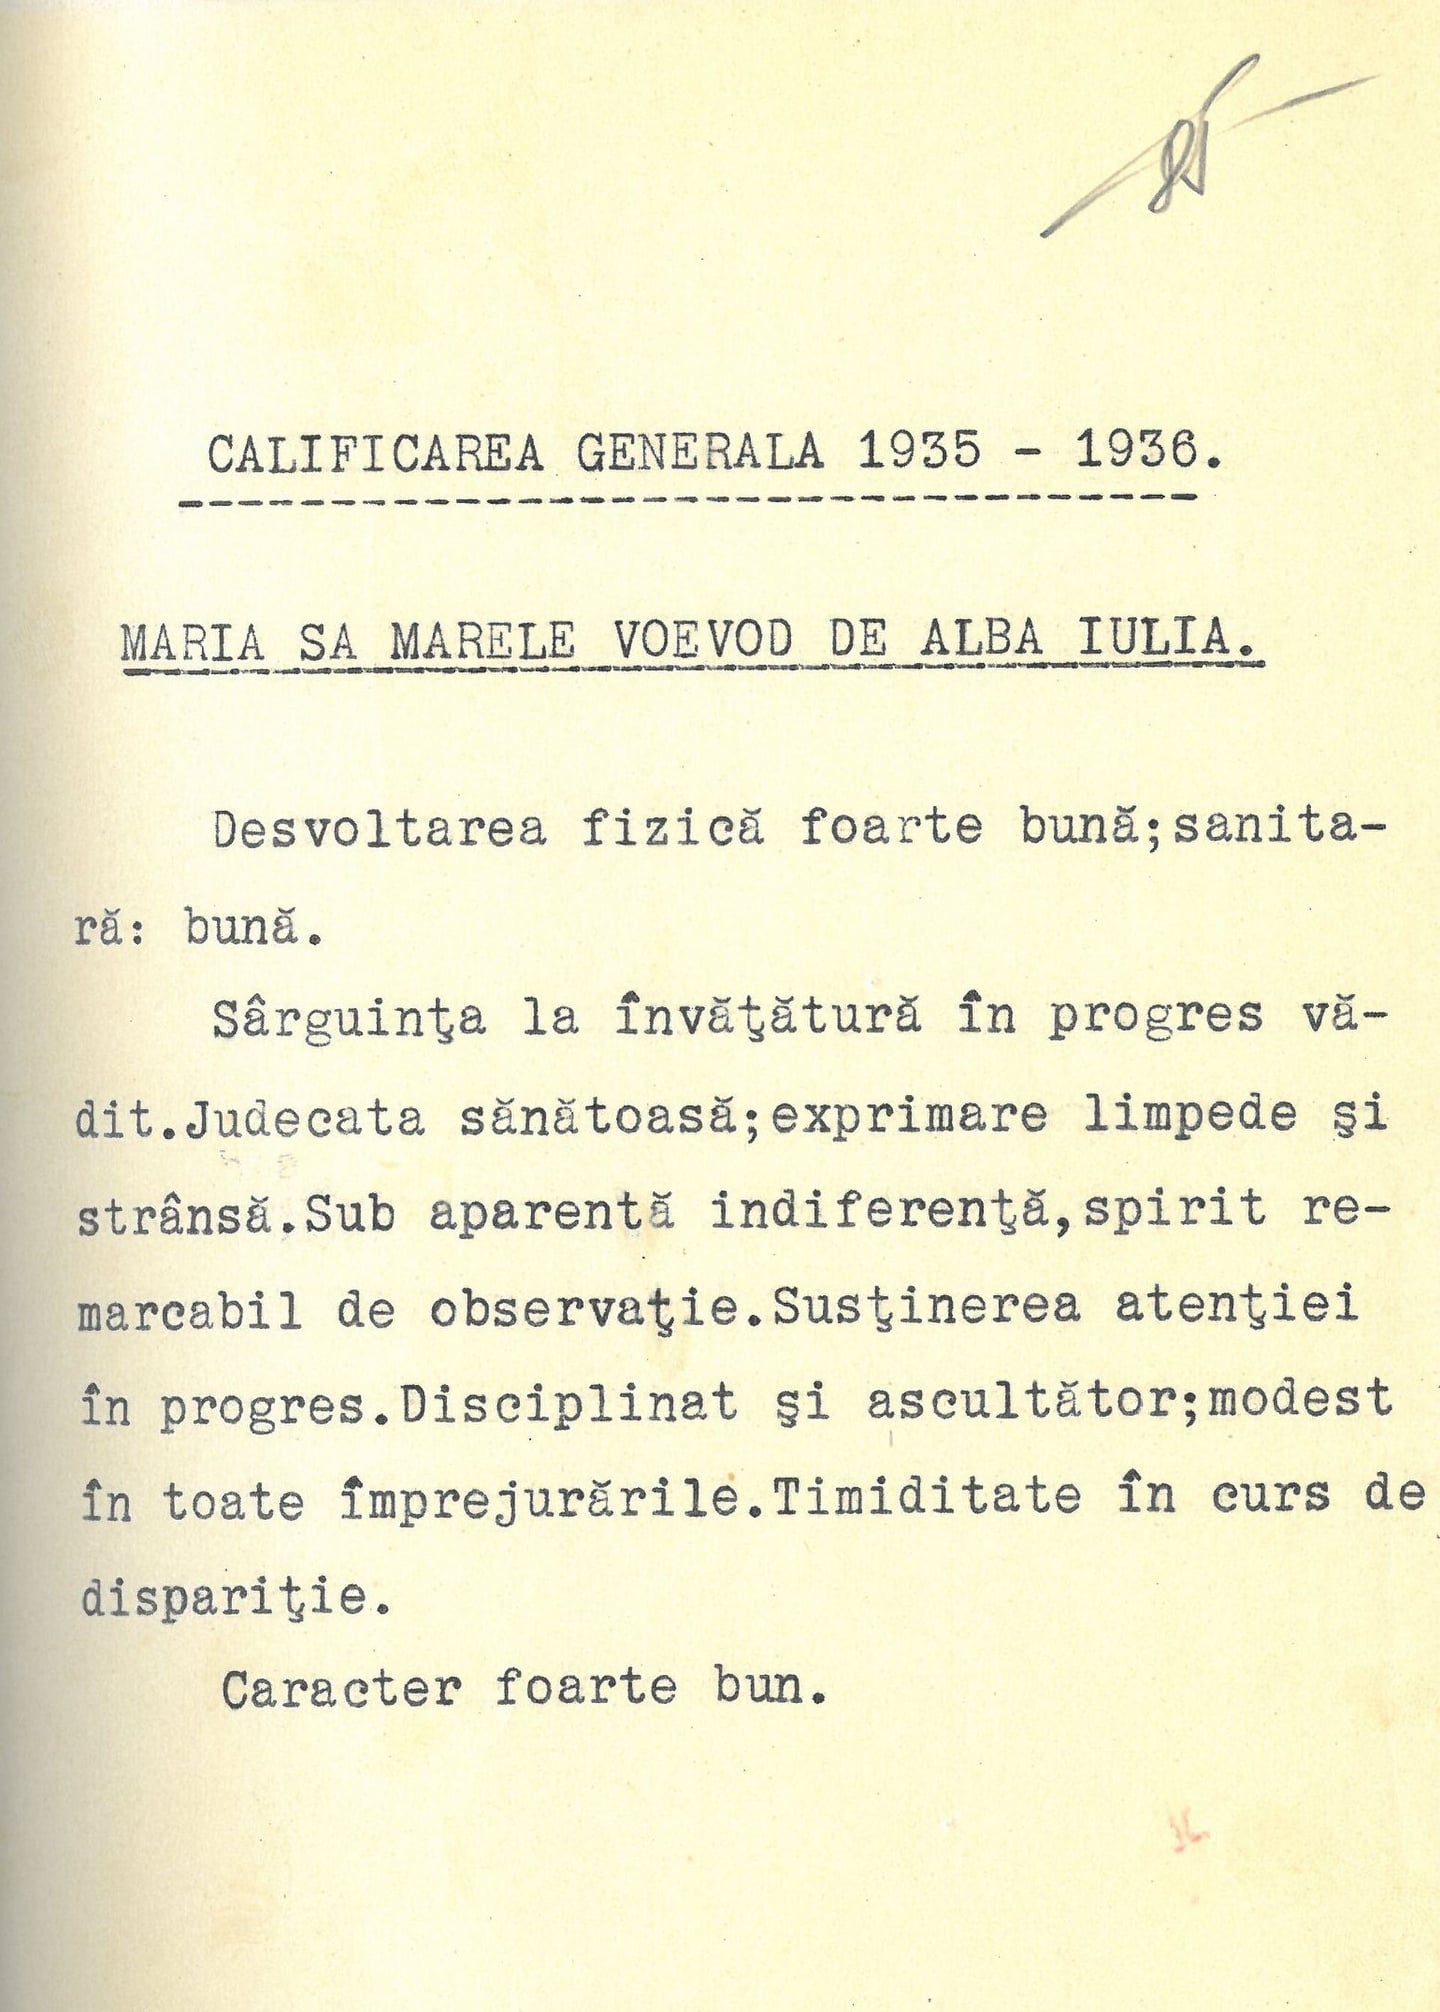 85
CALIFICAREA GENERALA 1935 - 1936.
MARIA SA MARELE VOEVOD DE ALBA IULIA.
Desvoltarea fizică foarte bună;sanita-
ră: bună.
Sârguinţa la învăţătură în progres vă-
dit.Judecata sănătoasă;exprimare limpede şi
strânsă.Sub aparentă indiferenţă,spirit re-
marcabil de observaţie.Susţinerea atenţiei
în progres.Disciplinat şi ascultător;modest
în toate împrejurările.Timiditate în curs de
dispariţie.
Caracter foarte bun.